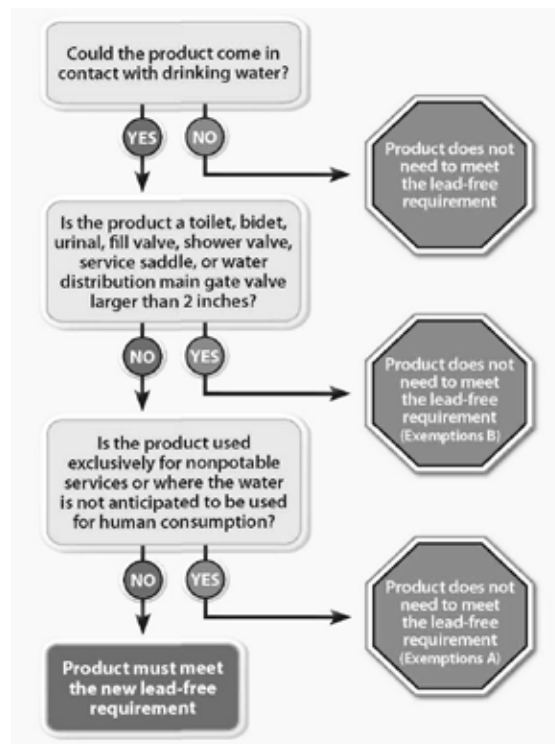 Could the product come in
contact with drinking water?
YES
NO
Product does not
need to meet
the lead-free
requirement
Is the product a toilet, bidet,
urinal, fill valve, shower valve,
service saddle, or water
distribution main gate valve
larger than 2 inches?
NO
YES
Product does not
need to meet
the lead-free
requirement
(Exemptions B)
Is the product used
exclusively for nonpotable
services or where the water
is not anticipated to be used
for human consumption?
NO
YES
Product does not
need to meet
the lead-free
requirement
(Exemptions A)
Product must meet
the new lead-free
requirement